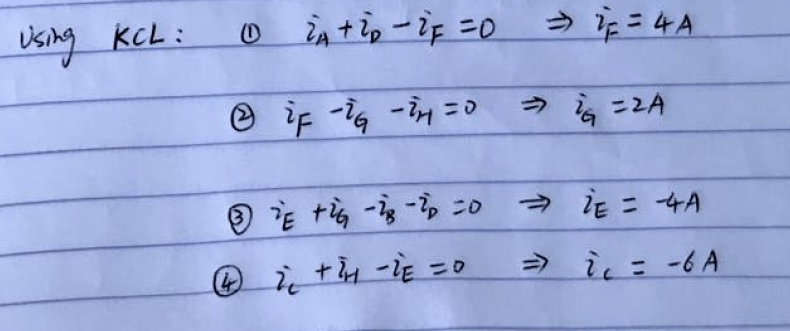 Using KCL: ① i_A + i_D - i_F = 0 ⇒ i_F = 4A
② i_F - i_G - i_H = 0 ⇒ i_G = 2A
③ i_E + i_G - i_B - i_D = 0 ⇒ i_E = -4A
④ i_C + i_H - i_E = 0 ⇒ i_C = -6A